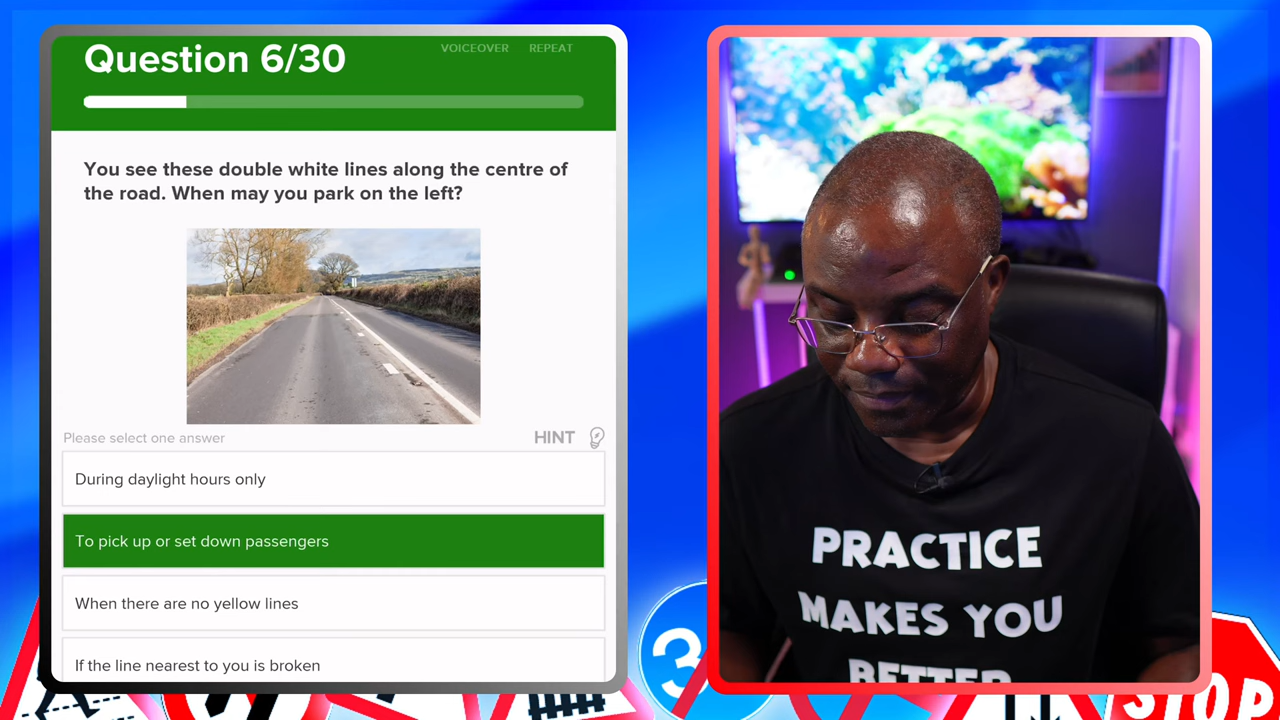 Question 6/30
VOICEOVER REPEAT
You see these double white lines along the centre of
the road. When may you park on the left?
Please select one answer
HINT
During daylight hours only
To pick up or set down passengers
When there are no yellow lines
If the line nearest to you is broken
PRACTICE
MAKES YOU
BETTER
3
STOP